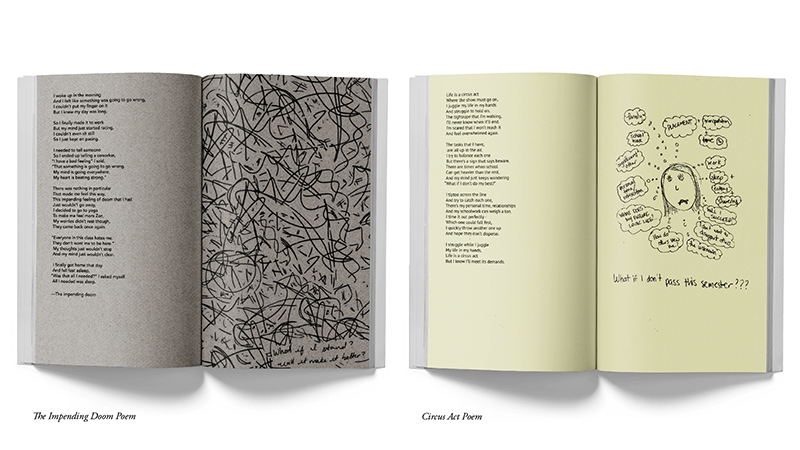 I woke up in the morning
And I felt like something was going to go wrong,
I couldn't put my finger on it
But I knew my day was long.
So I finally made it to work
But my mind just started racing,
I couldn't even sit still
So I just kept on pacing.
I needed to tell someone
So I ended up telling a coworker,
"I have a bad feeling" I said,
That something is going to go wrong,
My mind is going everywhere,
My heart is beating strong.
There was nothing in particular
That made me feel this way,
This impending feeling of doom that I had
Just wouldn't go away.
I decided to go to yoga
To make me feel more Zen,
My worries didn't rest though,
They came back once again.
"Everyone in this class hates me,
They don't want me to be here."
My thoughts just wouldn't stop
And my mind just wouldn't clear.
I finally got home that day
And fell fast asleep,
"Was that all I needed?" I asked myself
All I needed was sleep.
—The impending doom
What if I stand?
will it make it better?
The Impending Doom Poem
Life is a circus act
Where the show must go on,
I juggle my life in my hands
And struggle to hold on.
The tightrope that I'm walking,
I'll never know when it'll end.
I'm scared that I won't reach it
And feel overwhelmed again.
The tasks that I have,
are all up in the air.
I try to balance each one
But there's a sign that says beware.
There are times when school
Can get heavier than the rest,
And my mind just keeps wondering
"What if I don't do my best?"
I tiptoe across the line
And try to catch each one,
There's my personal time, relationships
And my schoolwork can weigh a ton.
I time it out perfectly
Which one could fall first,
I quickly throw another one up
And hope they don't disperse.
I struggle while I juggle
My life in my hands,
Life is a circus act
But I know I'll meet its demands.
family
PLACEMENT
school work
time
work
sleep
eating
What if I don't pass this semester???
Circus Act Poem